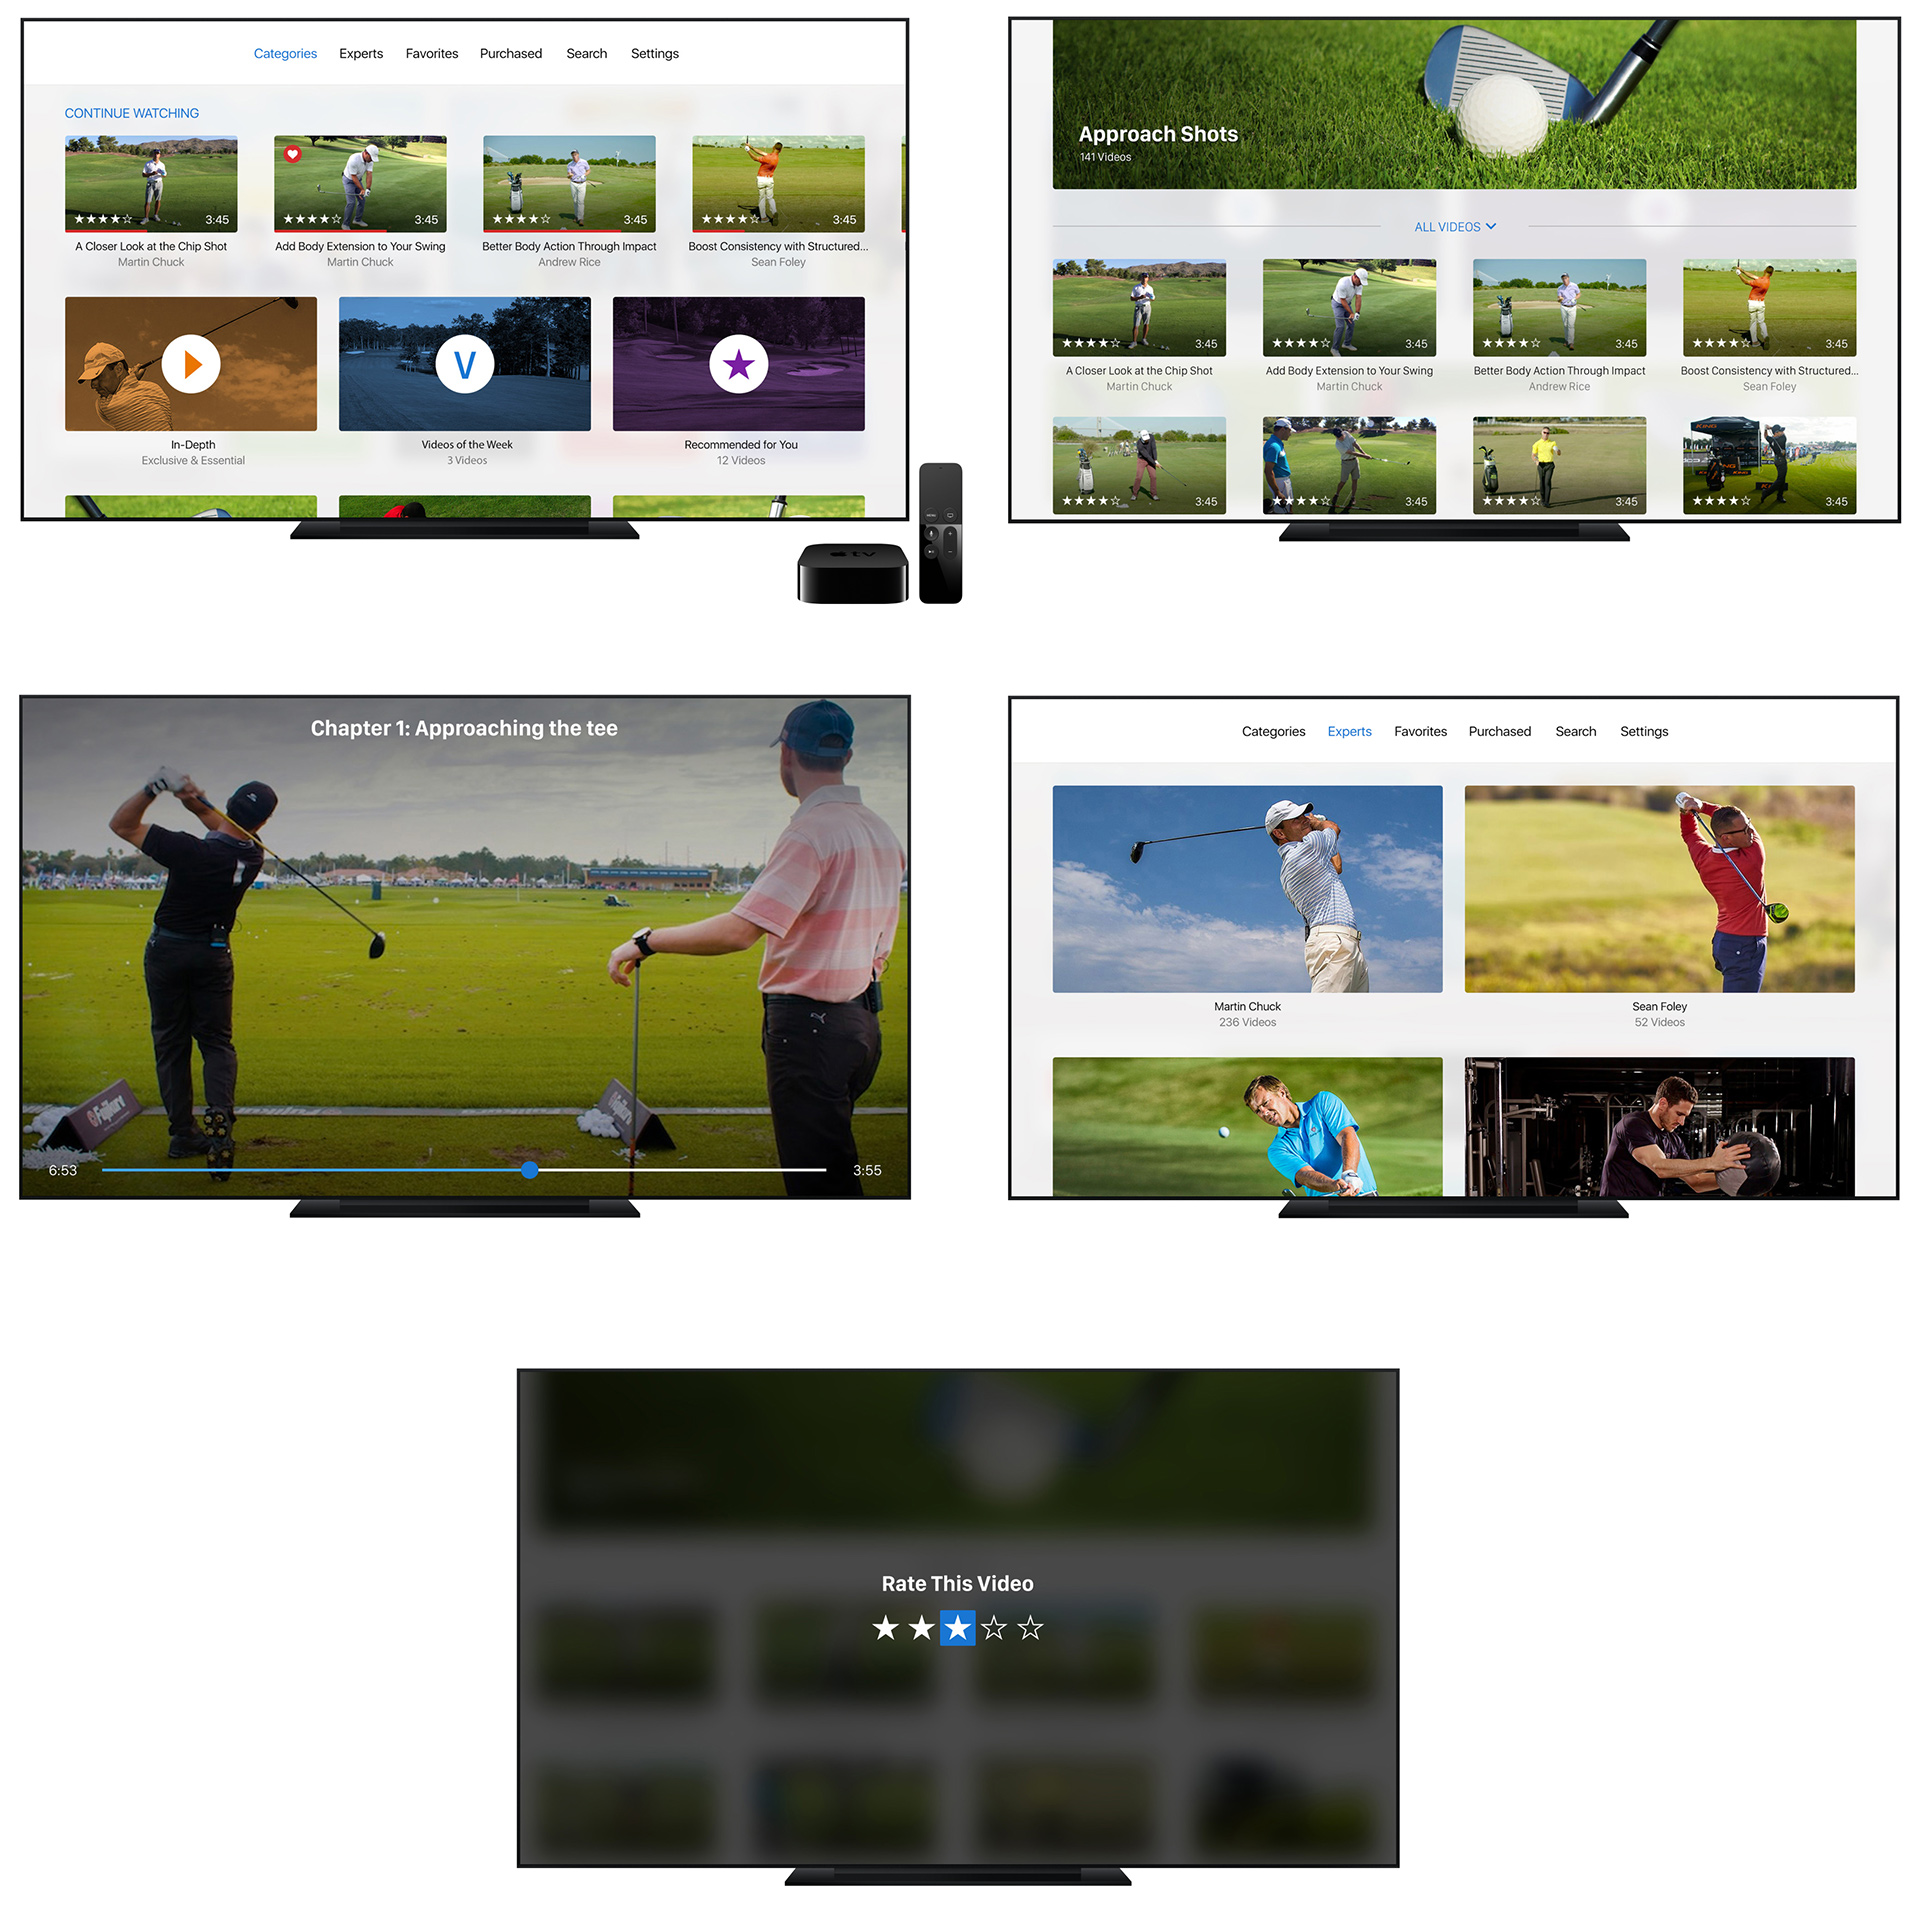 Categories Experts Favorites Purchased Search Settings
CONTINUE WATCHING
★★★★☆ 3:45 ★★★★☆ 3:45 ★★★★☆ 3:45 ★★★★☆ 3:45
A Closer Look at the Chip Shot Add Body Extension to Your Swing Better Body Action Through Impact Boost Consistency with Structured...
Martin Chuck Martin Chuck Andrew Rice Sean Foley
V
In-Depth Videos of the Week Recommended for You
Exclusive & Essential 3 Videos 12 Videos
MENU
tv
Approach Shots
141 Videos
ALL VIDEOS
★★★★☆ 3:45 ★★★★☆ 3:45 ★★★★☆ 3:45 ★★★★☆ 3:45
A Closer Look at the Chip Shot Add Body Extension to Your Swing Better Body Action Through Impact Boost Consistency with Structured...
Martin Chuck Martin Chuck Andrew Rice Sean Foley
KING
★★★★☆ 3:45 ★★★★☆ 3:45 ★★★★☆ 3:45 ★★★★☆ 3:45
Chapter 1: Approaching the tee
Fujikura
6:53 3:55
Categories Experts Favorites Purchased Search Settings
Martin Chuck Sean Foley
236 Videos 52 Videos
Rate This Video
★★★☆☆